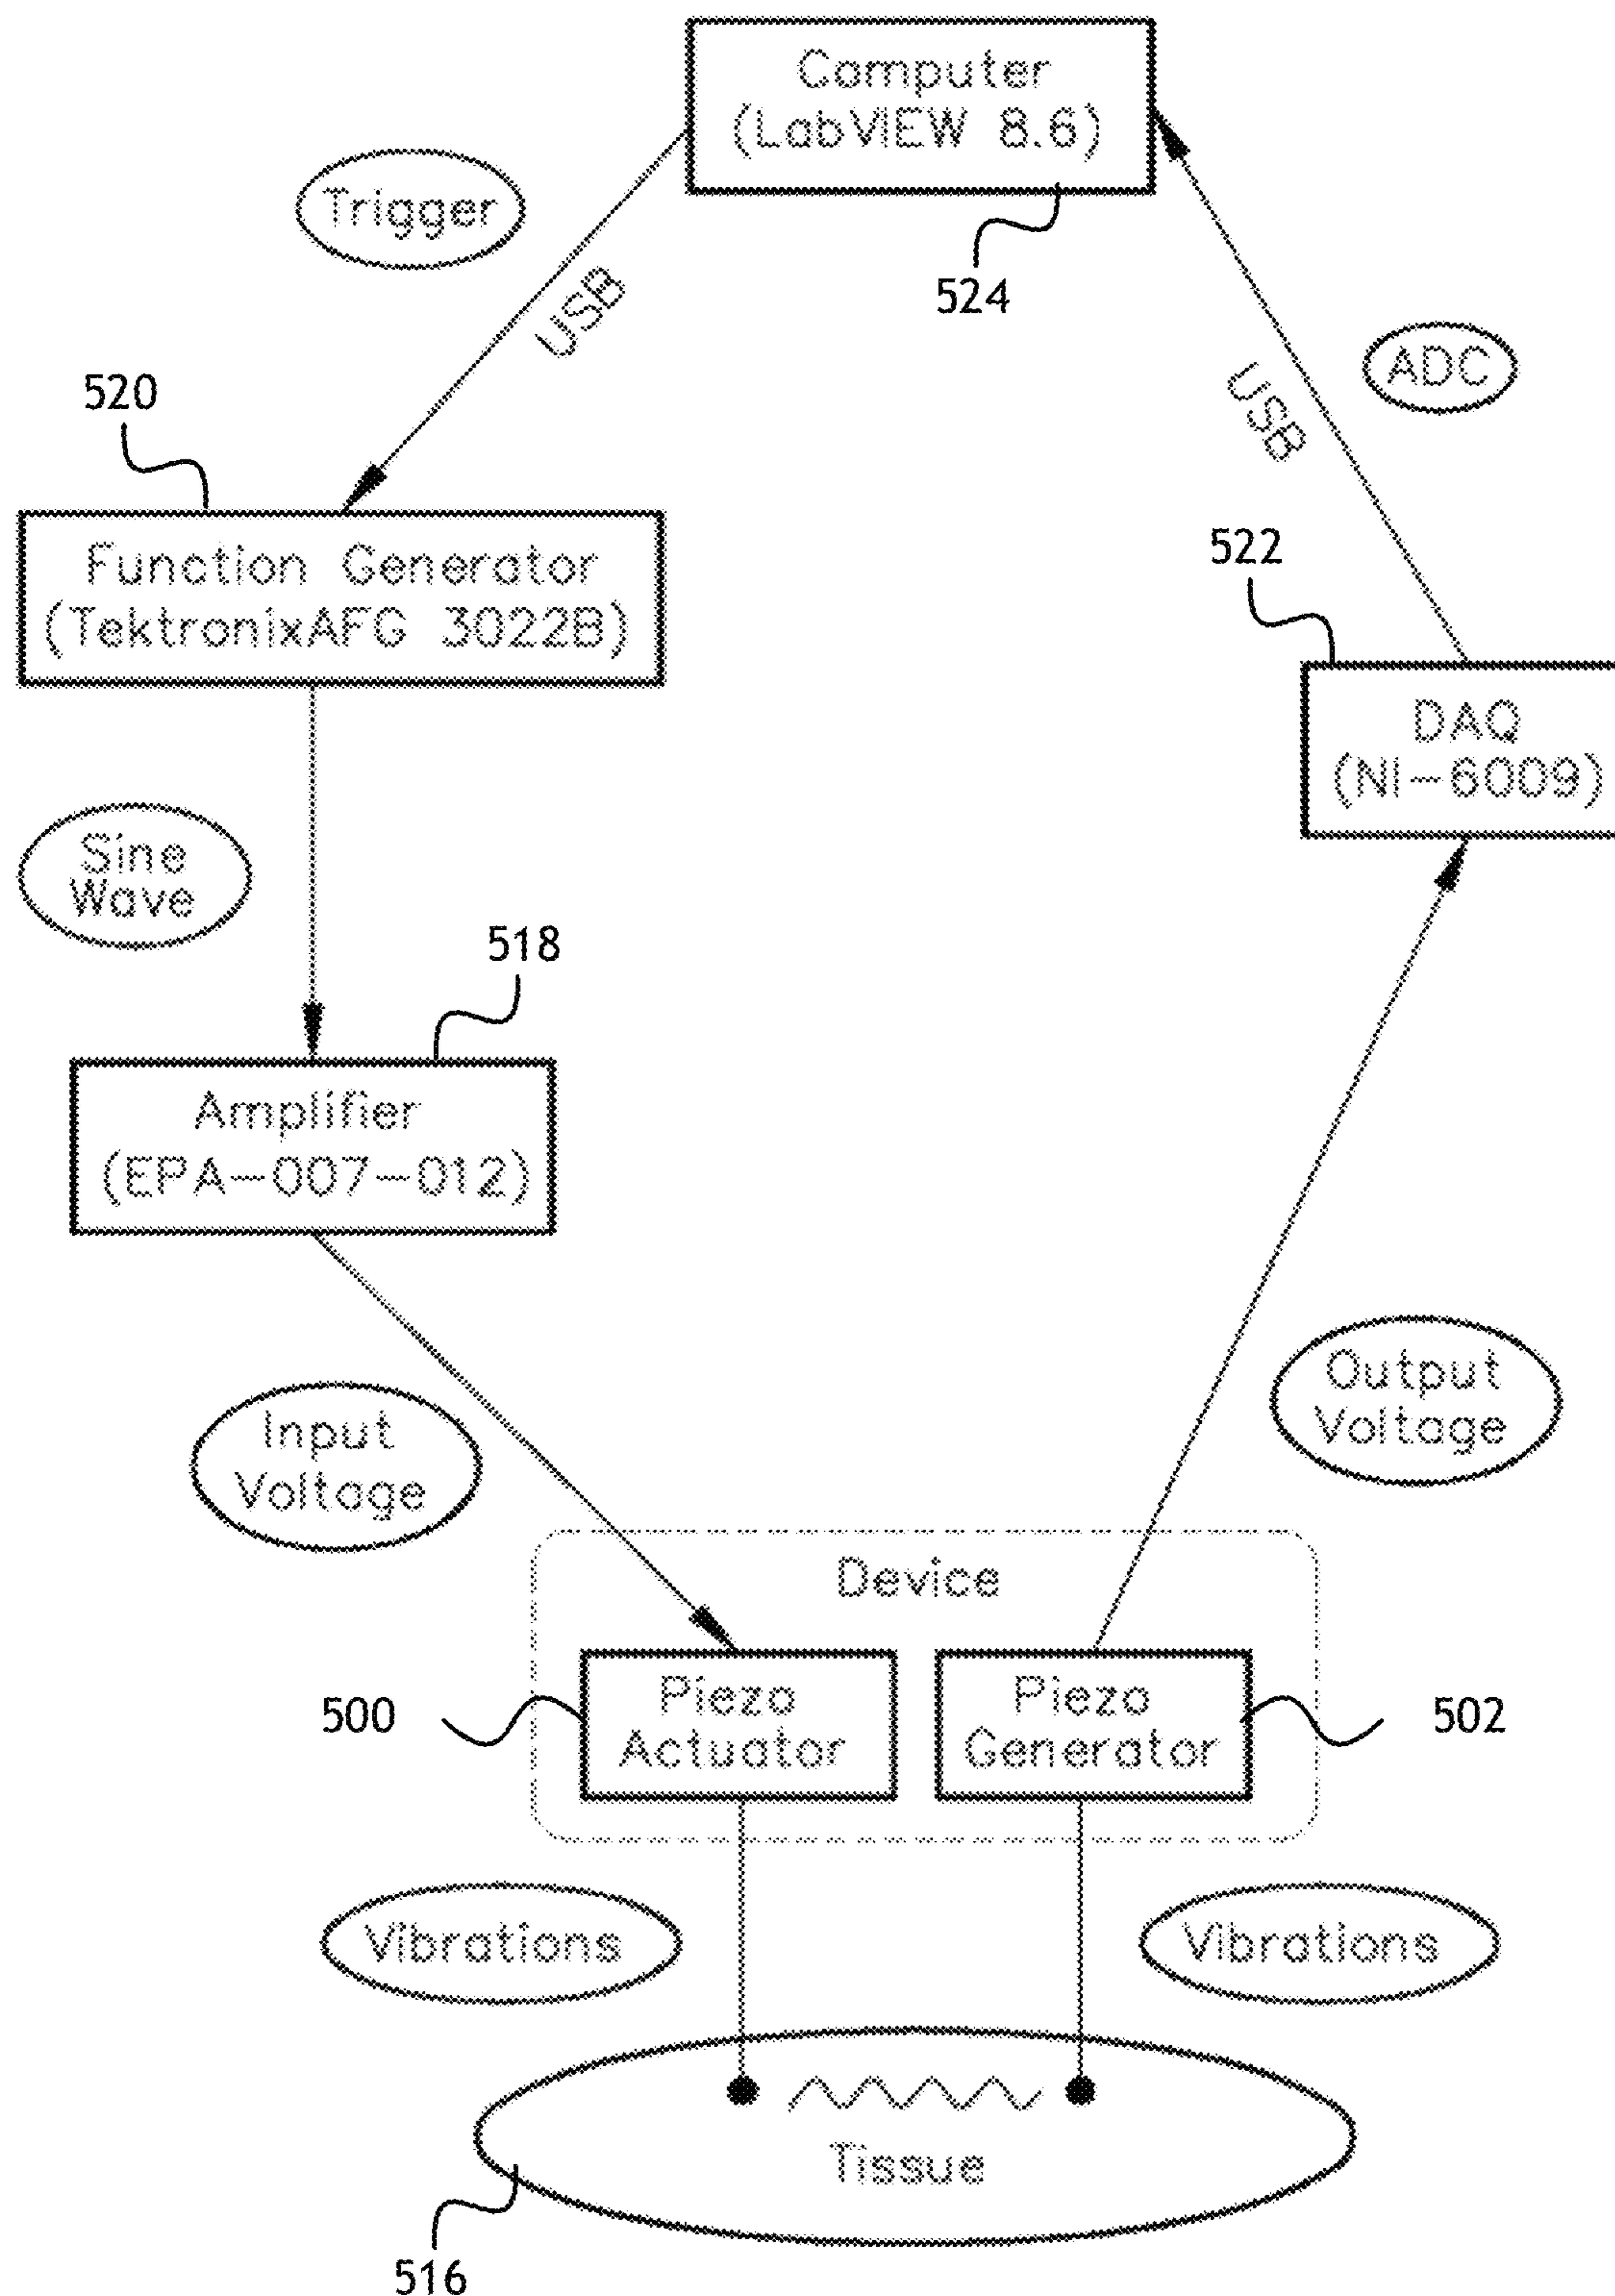 Computer
(LabVIEW 8.6)
Trigger
USB
524
ADC
USB
520
Function Generator
(TektronixAFG 3022B)
522
DAQ
(NI-6009)
Sine
Wave
518
Amplifier
(EPA-007-012)
Input
Voltage
Output
Voltage
Device
500
Piezo
Actuator
Piezo
Generator
502
Vibrations
Vibrations
Tissue
516